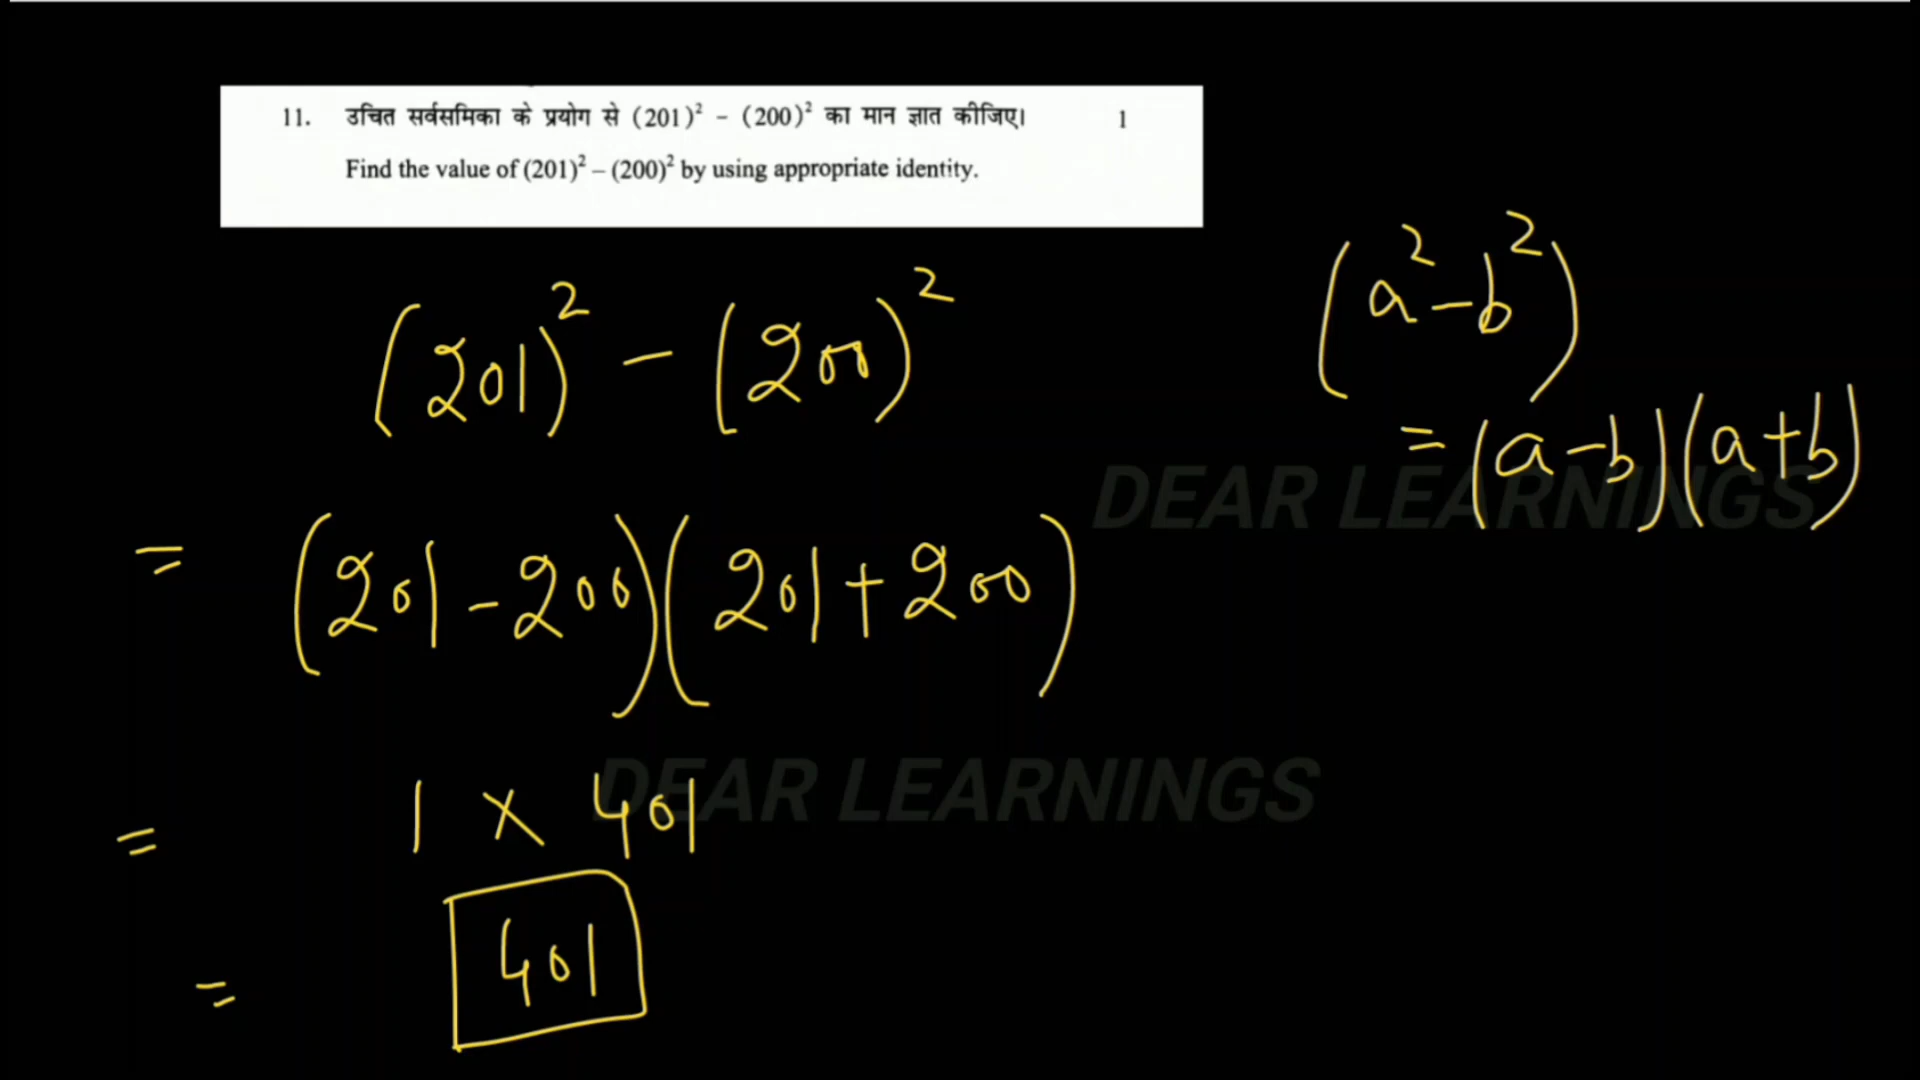 11. उचित सर्वसमिका के प्रयोग से (201)² – (200)² का मान ज्ञात कीजिए। 1
Find the value of (201)² – (200)² by using appropriate identity.
(201)² – (200)²
(a² – b²)
= (a – b)(a + b)
DEAR LEARNINGS
= (201 – 200)(201 + 200)
DEAR LEARNINGS
= 1 × 401
= 401